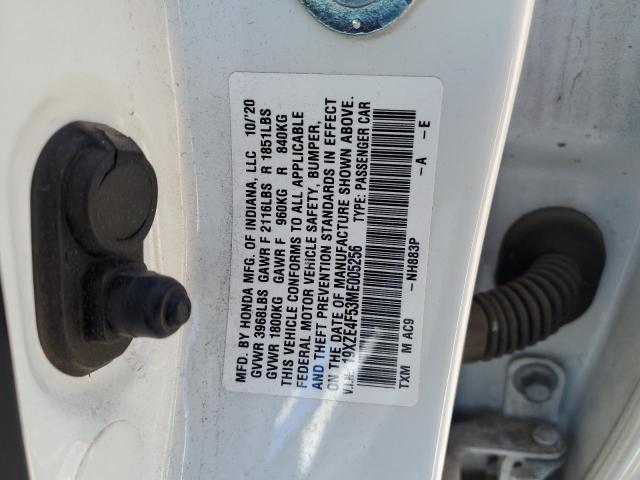 MFD. BY HONDA MFG. OF INDIANA, LLC 10/'20
GVWR 3968LBS GAWR F 2116LBS R 1851LBS
GVWR 1800KG GAWR F 960KG R 840KG
THIS VEHICLE CONFORMS TO ALL APPLICABLE
FEDERAL MOTOR VEHICLE SAFETY, BUMPER,
AND THEFT PREVENTION STANDARDS IN EFFECT
ON THE DATE OF MANUFACTURE SHOWN ABOVE.
V.I.N. 19XZE4F53ME005256 TYPE: PASSENGER CAR
TXM M AC9 –NH883P –A –E